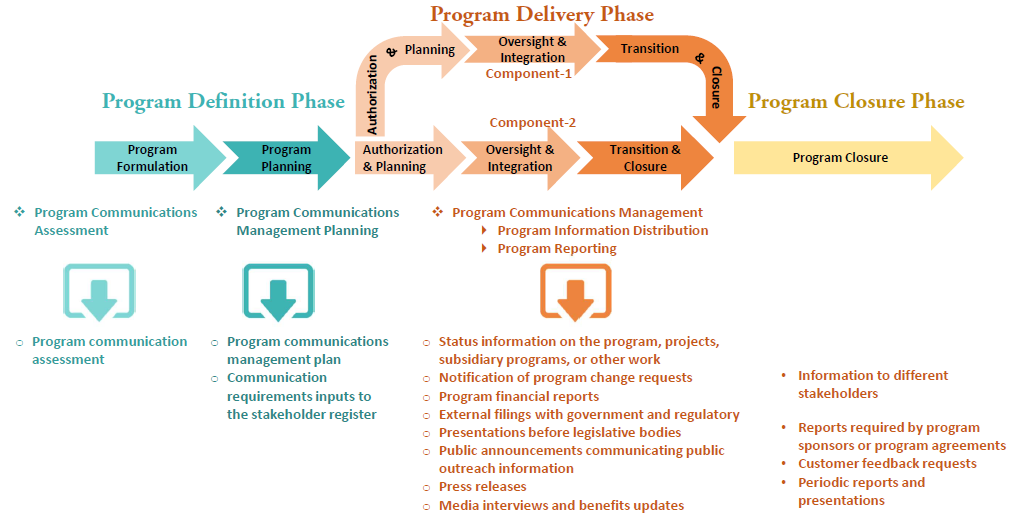 Program Delivery Phase
Authorization
&
Planning
Oversight &
Integration
Component-1
Transition
&
Closure
Program Definition Phase
Program Closure Phase
Component-2
Program
Formulation
Program
Planning
Authorization
& Planning
Oversight &
Integration
Transition &
Closure
Program Closure
❖ Program Communications
Assessment
❖ Program Communications
Management Planning
❖ Program Communications Management
Program Information Distribution
Program Reporting
○ Program communication
assessment
○ Program communications
management plan
○ Communication
requirements inputs to
the stakeholder register
○ Status information on the program, projects,
subsidiary programs, or other work
○ Notification of program change requests
○ Program financial reports
○ External filings with government and regulatory
○ Presentations before legislative bodies
○ Public announcements communicating public
outreach information
○ Press releases
○ Media interviews and benefits updates
• Information to different
stakeholders
• Reports required by program
sponsors or program agreements
• Customer feedback requests
• Periodic reports and
presentations